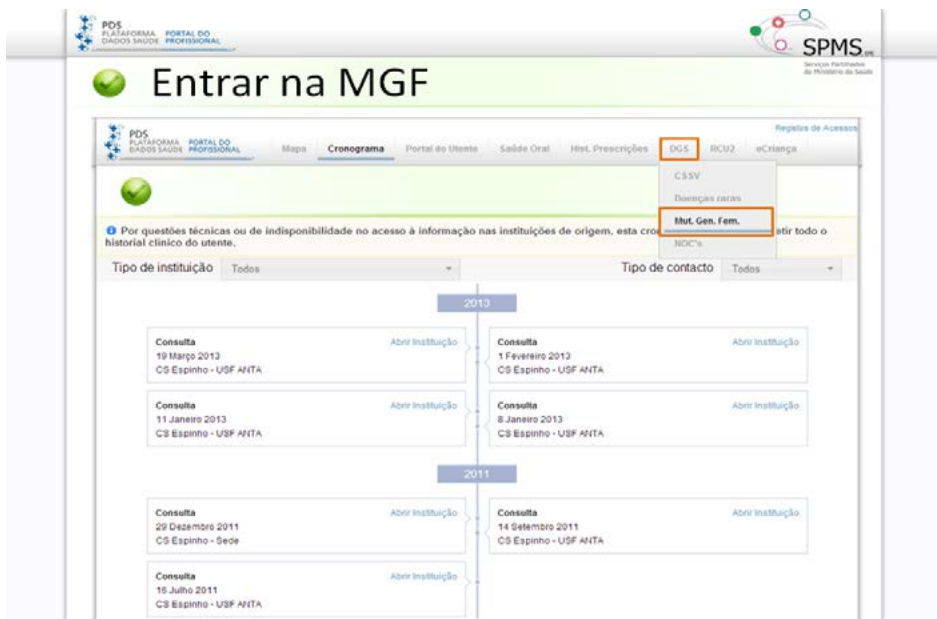 PDS
PLATAFORMA PORTAL DO
DADOS SAÚDE PROFISSIONAL
SPMS EPE
Serviços Partilhados
do Ministério da Saúde
Entrar na MGF
Registos de Acessos
PDS
PLATAFORMA PORTAL DO
DADOS SAÚDE PROFISSIONAL
Mapa Cronograma Portal do Utente Saúde Oral Hist. Prescrições DGS RCU2 eCriança
CSSV
Doenças raras
Mut. Gen. Fem.
NOC's
Por questões técnicas ou de indisponibilidade no acesso à informação nas instituições de origem, esta cro etir todo o
historial clínico do utente.
Tipo de instituição Todos Tipo de contacto Todos
2013
Consulta Abrir Instituição
19 Março 2013
CS Espinho - USF ANTA
Consulta Abrir Instituição
1 Fevereiro 2013
CS Espinho - USF ANTA
Consulta Abrir Instituição
11 Janeiro 2013
CS Espinho - USF ANTA
Consulta Abrir Instituição
8 Janeiro 2013
CS Espinho - USF ANTA
2011
Consulta Abrir Instituição
29 Dezembro 2011
CS Espinho - Sede
Consulta Abrir Instituição
14 Setembro 2011
CS Espinho - USF ANTA
Consulta Abrir Instituição
16 Julho 2011
CS Espinho - USF ANTA